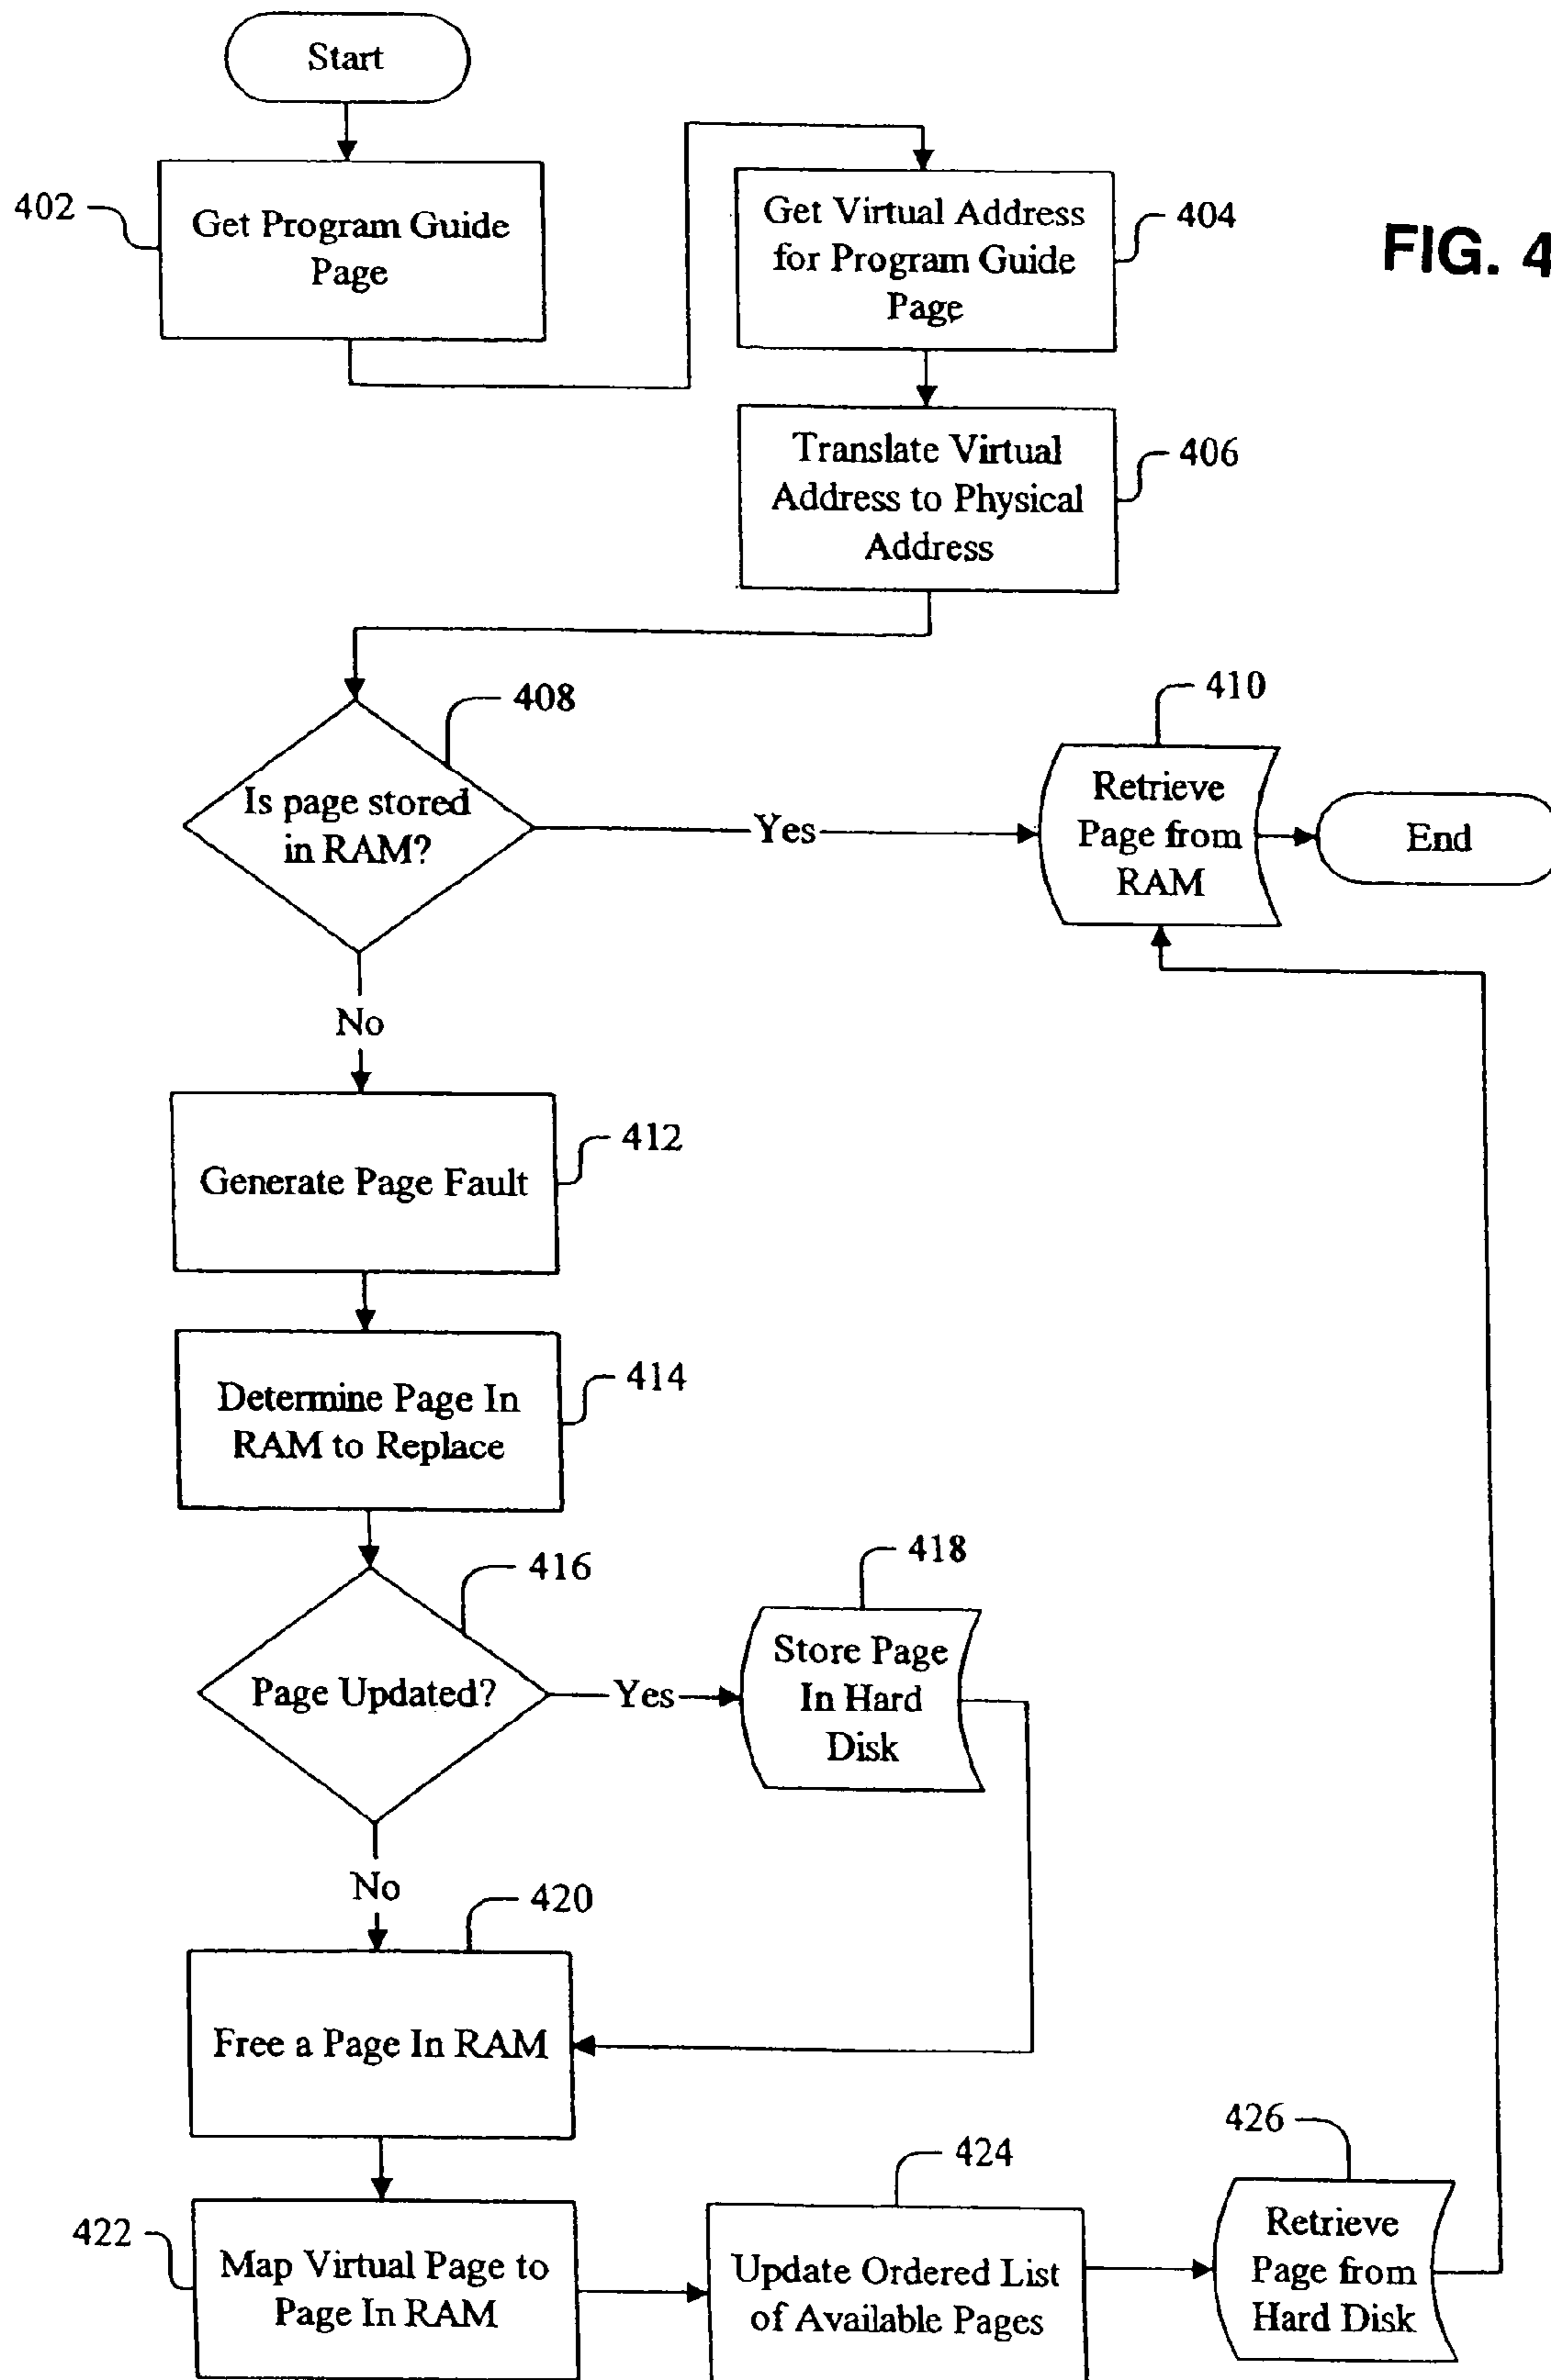 Start
402
Get Program Guide
Page
Get Virtual Address
for Program Guide
Page
404
FIG. 4
Translate Virtual
Address to Physical
Address
406
408
Is page stored
in RAM?
Yes
410
Retrieve
Page from
RAM
End
No
Generate Page Fault
412
Determine Page In
RAM to Replace
414
416
Page Updated?
Yes
418
Store Page
In Hard
Disk
No
420
Free a Page In RAM
422
Map Virtual Page to
Page In RAM
424
Update Ordered List
of Available Pages
426
Retrieve
Page from
Hard Disk